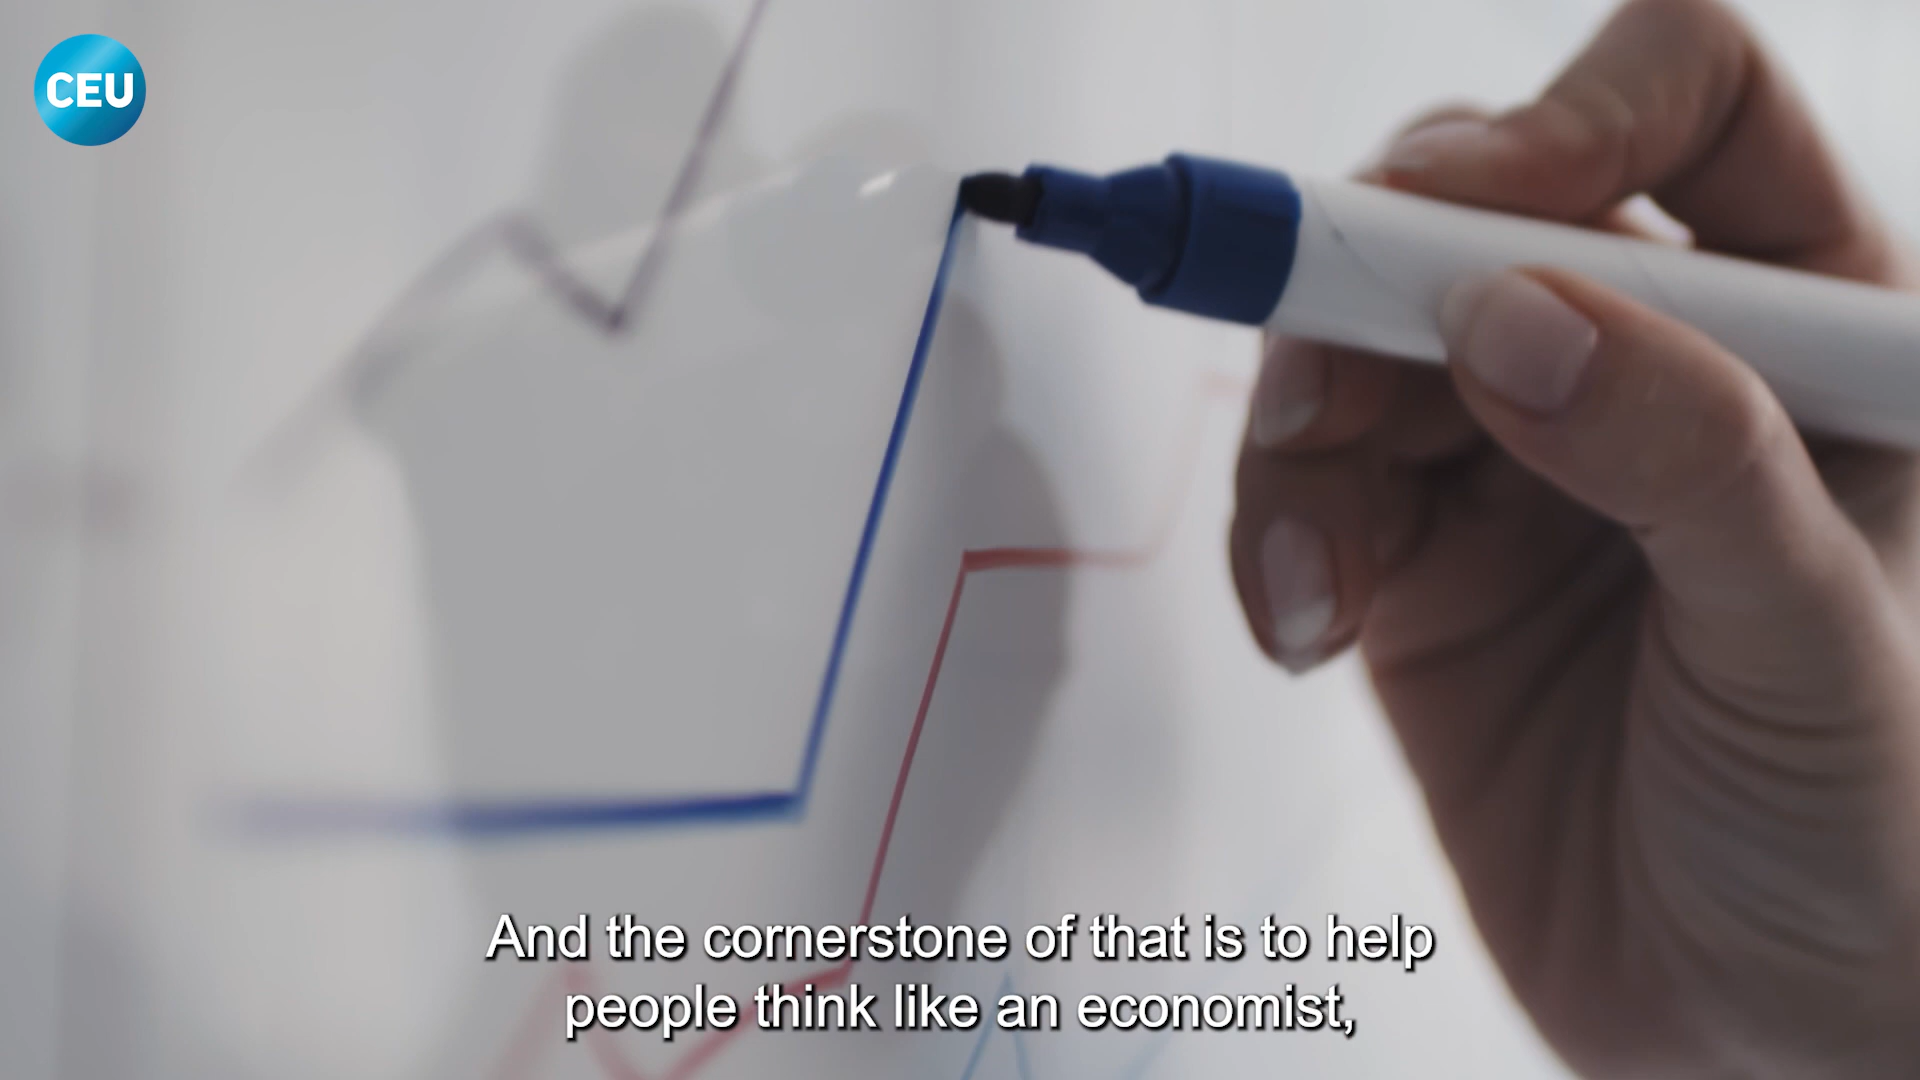 CEU
And the cornerstone of that is to help
people think like an economist,